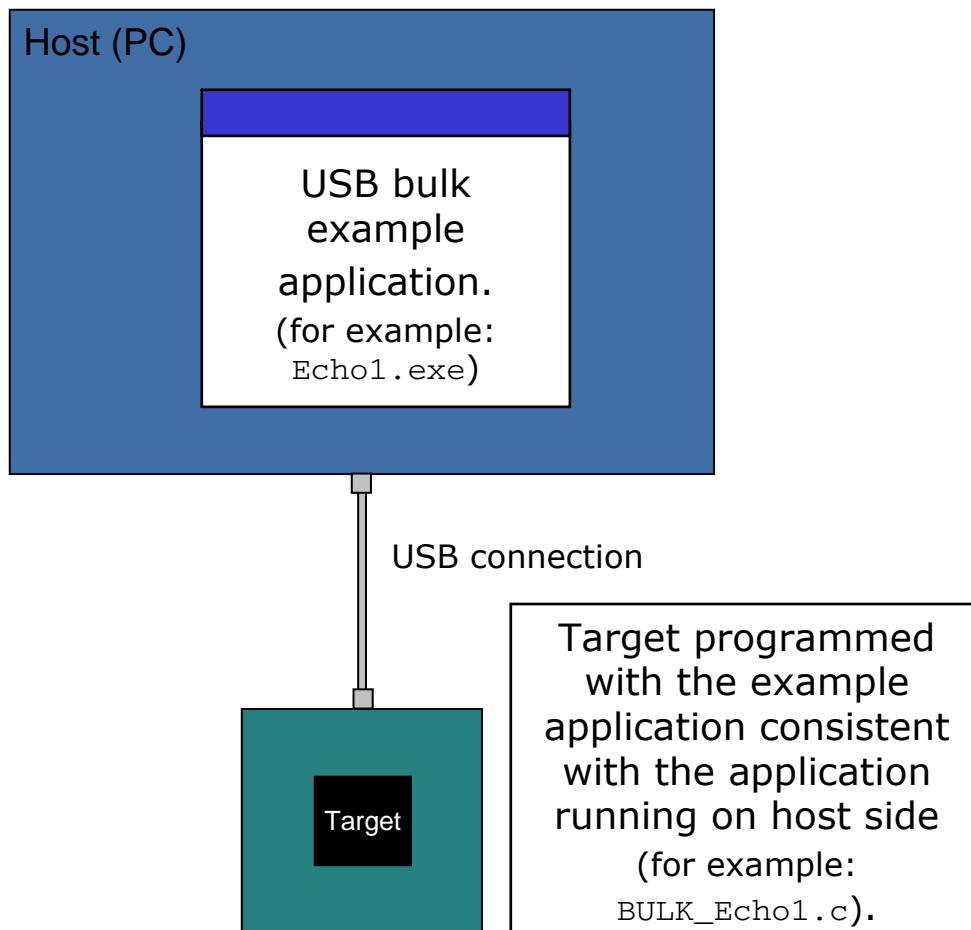 Host (PC)
USB bulk
example
application.
(for example:
Echo1.exe)
USB connection
Target programmed
with the example
application consistent
with the application
running on host side
(for example:
BULK_Echo1.c).
Target